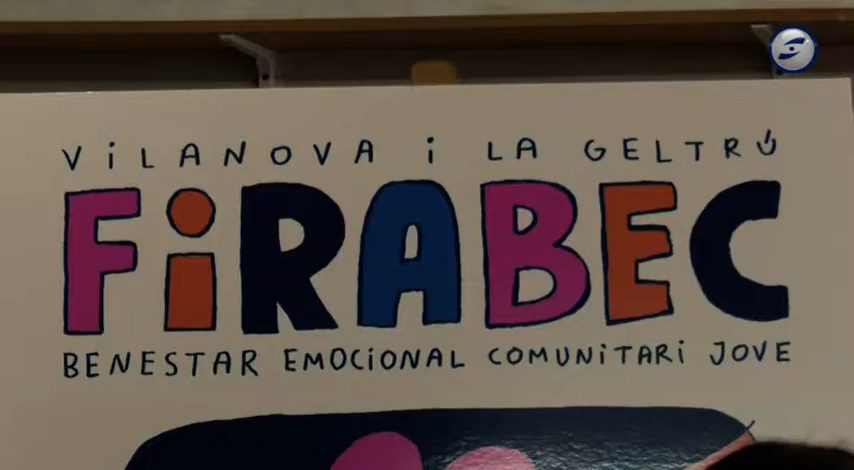 ViLANOVA i LA GELTRÚ
FiRABEC
BENESTAR EMOCiONAL COMUNiTARi JOVE